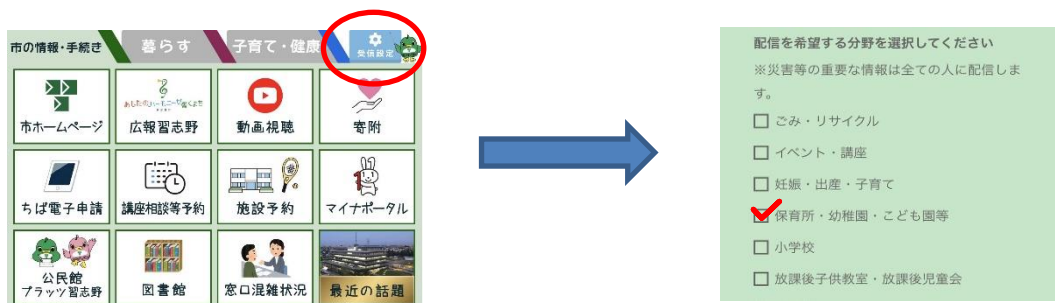 市の情報・手続き
暮らす
子育て・健康
受信設定
市ホームページ
広報習志野
動画視聴
寄附
ちば電子申請
講座相談等予約
施設予約
マイナポータル
公民館
プラッツ習志野
図書館
窓口混雑状況
最近の話題
配信を希望する分野を選択してください
※災害等の重要な情報は全ての人に配信しま
す。
ごみ・リサイクル
イベント・講座
妊娠・出産・子育て
保育所・幼稚園・こども園等
小学校
放課後子供教室・放課後児童会